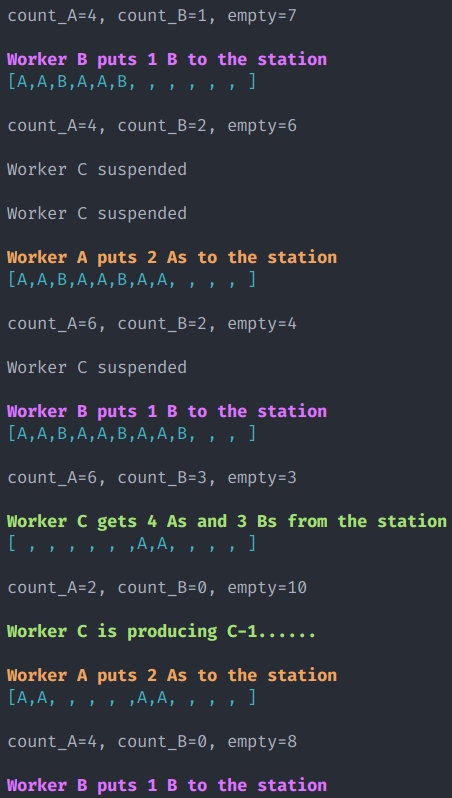 count_A=4, count_B=1, empty=7
Worker B puts 1 B to the station
[A,A,B,A,A,B, , , , , , ]
count_A=4, count_B=2, empty=6
Worker C suspended
Worker C suspended
Worker A puts 2 As to the station
[A,A,B,A,A,B,A,A, , , , ]
count_A=6, count_B=2, empty=4
Worker C suspended
Worker B puts 1 B to the station
[A,A,B,A,A,B,A,A,B, , , ]
count_A=6, count_B=3, empty=3
Worker C gets 4 As and 3 Bs from the station
[ , , , , , ,A,A, , , , ]
count_A=2, count_B=0, empty=10
Worker C is producing C-1......
Worker A puts 2 As to the station
[A,A, , , , ,A,A, , , , ]
count_A=4, count_B=0, empty=8
Worker B puts 1 B to the station